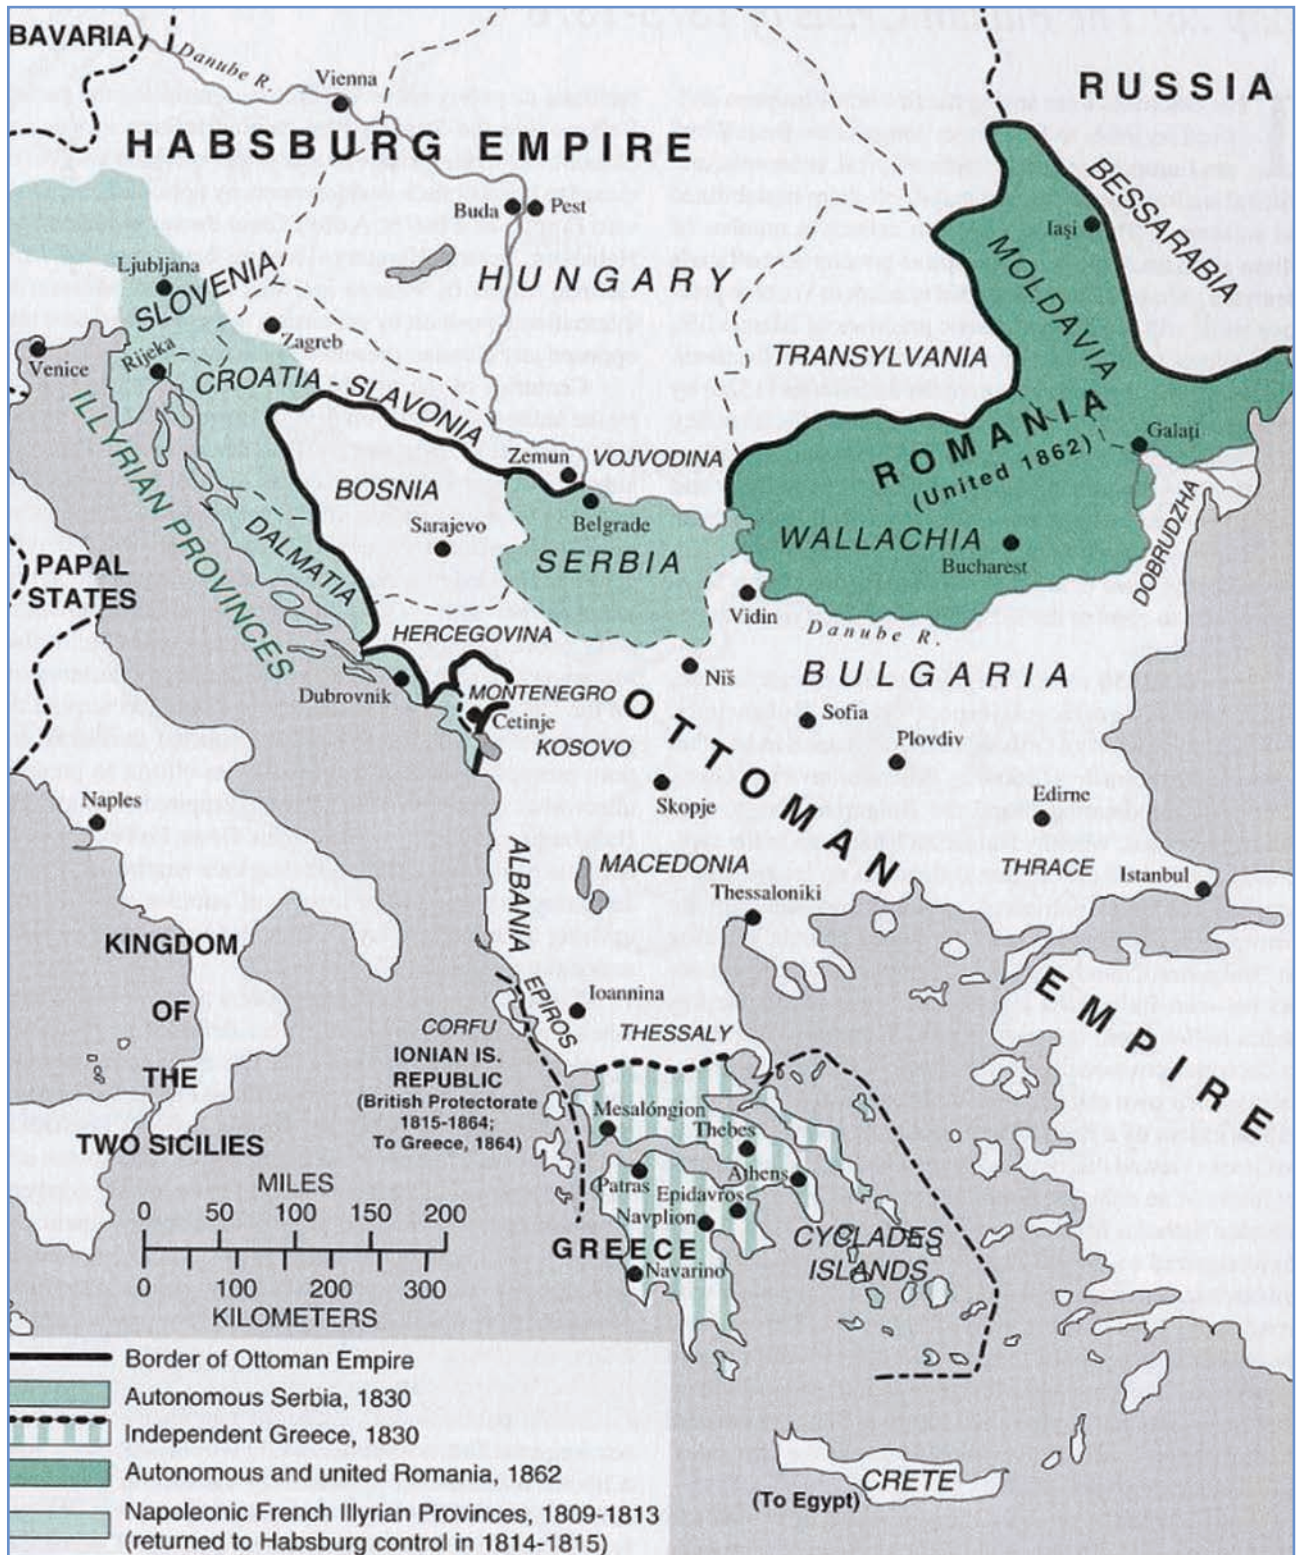 BAVARIA
Danube R.
Vienna
RUSSIA
HABSBURG EMPIRE
BESSARABIA
Buda
Pest
Iaşi
MOLDAVIA
Ljubljana
SLOVENIA
HUNGARY
Zagreb
Venice
Rijeka
TRANSYLVANIA
CROATIA - SLAVONIA
ILLYRIAN PROVINCES
ROMANIA
(United 1862)
Galaţi
Zemun
VOJVODINA
BOSNIA
Sarajevo
Belgrade
DALMATIA
SERBIA
WALLACHIA
Bucharest
DOBRUDZHA
PAPAL
STATES
Vidin
Danube R.
HERCEGOVINA
Dubrovnik
MONTENEGRO
Cetinje
Niš
BULGARIA
OTTOMAN
KOSOVO
Sofia
Plovdiv
Skopje
Edirne
Naples
ALBANIA
MACEDONIA
THRACE
Istanbul
Thessaloniki
KINGDOM
OF
THE
TWO SICILIES
EMPIRE
EPIROS
Ioannina
CORFU
THESSALY
IONIAN IS.
REPUBLIC
(British Protectorate
1815-1864;
To Greece, 1864)
Mesalóngion
Thebes
Patras
Athens
Epidavros
Navplion
GREECE
Navarino
CYCLADES
ISLANDS
MILES
0 50 100 150 200
0 100 200 300
KILOMETERS
CRETE
(To Egypt)
Border of Ottoman Empire
Autonomous Serbia, 1830
Independent Greece, 1830
Autonomous and united Romania, 1862
Napoleonic French Illyrian Provinces, 1809-1813
(returned to Habsburg control in 1814-1815)